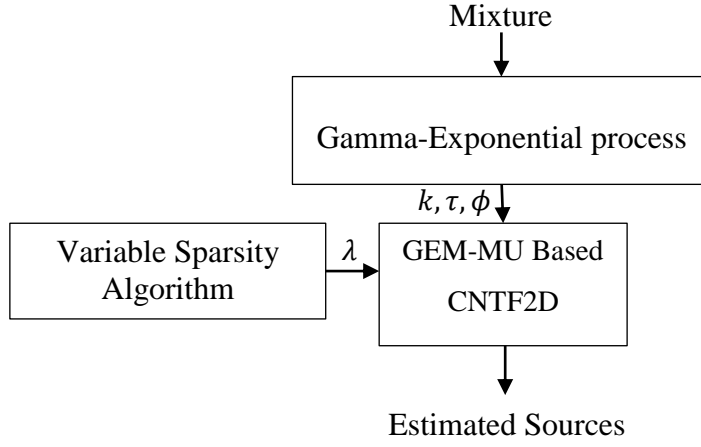 Mixture
Gamma-Exponential process
k, τ, ϕ
Variable Sparsity
Algorithm
λ
GEM-MU Based
CNTF2D
Estimated Sources